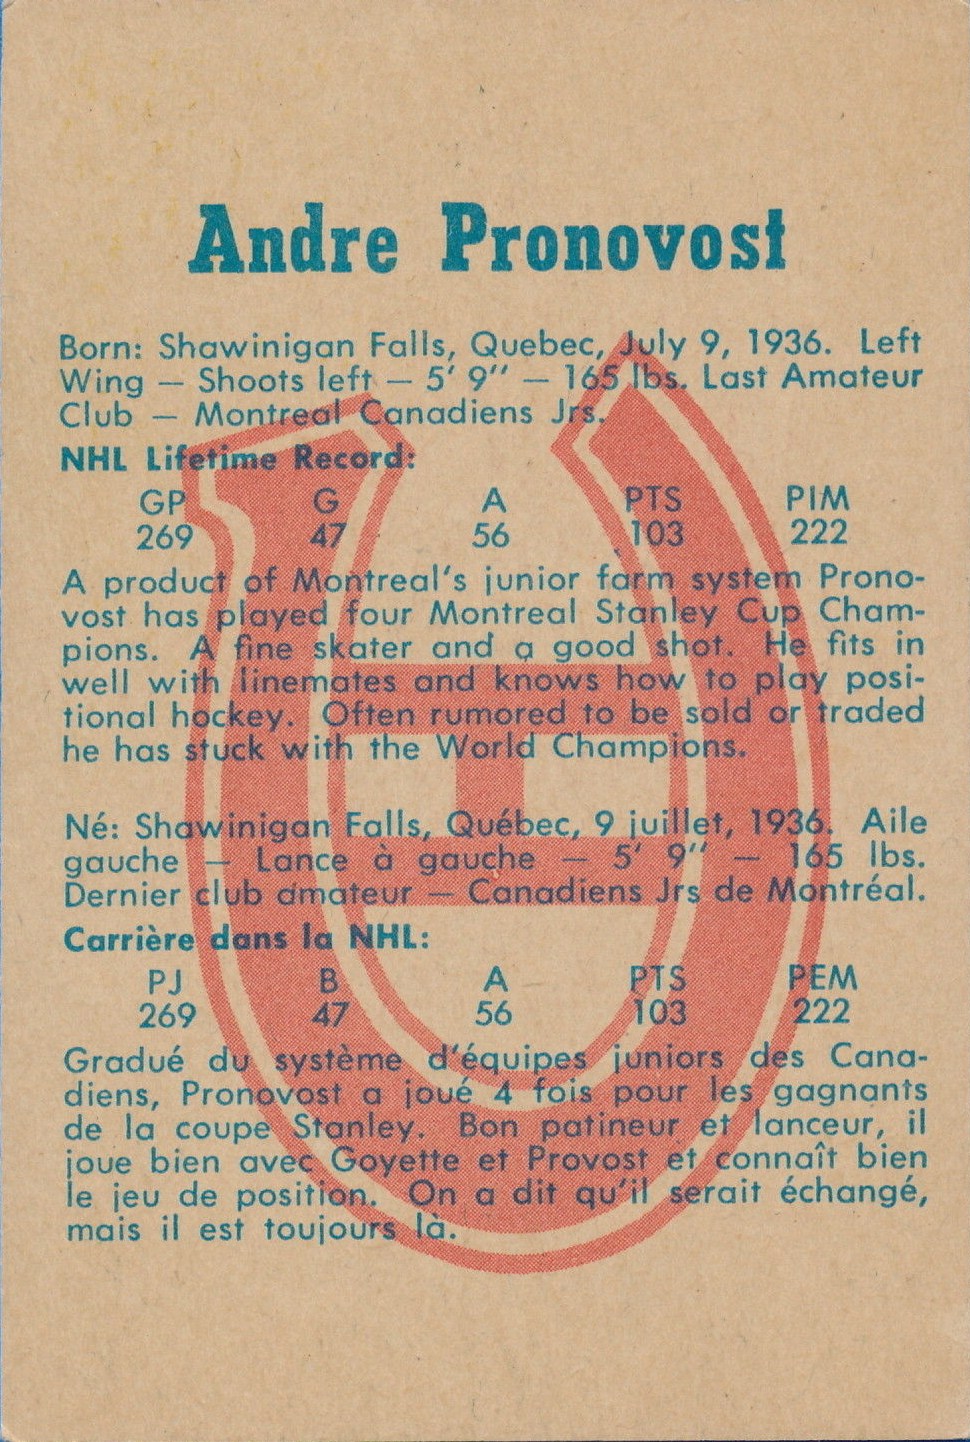 Andre Pronovost
Born: Shawinigan Falls, Quebec, July 9, 1936. Left
Wing — Shoots left — 5' 9" — 165 lbs. Last Amateur
Club — Montreal Canadiens Jrs.
NHL Lifetime Record:
GP G A PTS PIM
269 47 56 103 222
A product of Montreal's junior farm system Prono-
vost has played four Montreal Stanley Cup Cham-
pions. A fine skater and a good shot. He fits in
well with linemates and knows how to play posi-
tional hockey. Often rumored to be sold or traded
he has stuck with the World Champions.
Né: Shawinigan Falls, Québec, 9 juillet, 1936. Aile
gauche — Lance à gauche — 5' 9" — 165 lbs.
Dernier club amateur — Canadiens Jrs de Montréal.
Carrière dans la NHL:
PJ B A PTS PEM
269 47 56 103 222
Gradué du système d'équipes juniors des Cana-
diens, Pronovost a joué 4 fois pour les gagnants
de la coupe Stanley. Bon patineur et lanceur, il
joue bien avec Goyette et Provost et connaît bien
le jeu de position. On a dit qu'il serait échangé,
mais il est toujours là.